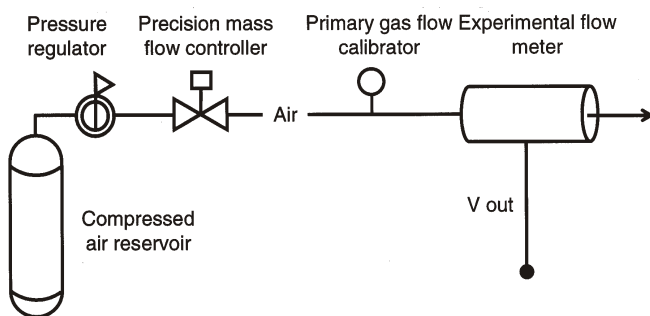 Pressure
regulator
Precision mass
flow controller
Primary gas flow
calibrator
Experimental flow
meter
Air
Compressed
air reservoir
V out